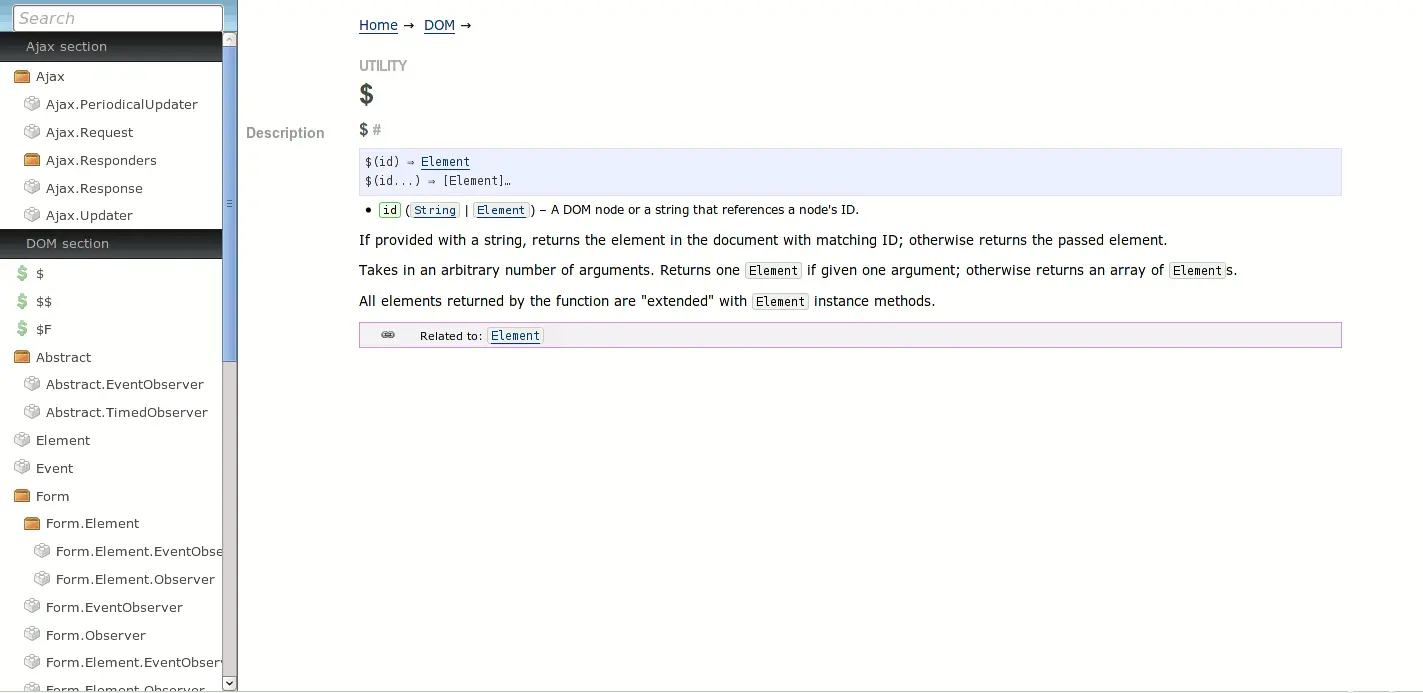 Search
Ajax section
Ajax
Ajax.PeriodicalUpdater
Ajax.Request
Ajax.Responders
Ajax.Response
Ajax.Updater
DOM section
$ $
$ $$
$ $F
Abstract
Abstract.EventObserver
Abstract.TimedObserver
Element
Event
Form
Form.Element
Form.Element.EventObse
Form.Element.Observer
Form.EventObserver
Form.Observer
Form.Element.EventObserv
Form.Element.Observer
Home → DOM →
UTILITY
$
Description
$ #
$(id) ⇒ Element
$(id...) ⇒ [Element]…
• id (String | Element) – A DOM node or a string that references a node's ID.
If provided with a string, returns the element in the document with matching ID; otherwise returns the passed element.
Takes in an arbitrary number of arguments. Returns one Element if given one argument; otherwise returns an array of Elements.
All elements returned by the function are "extended" with Element instance methods.
Related to: Element